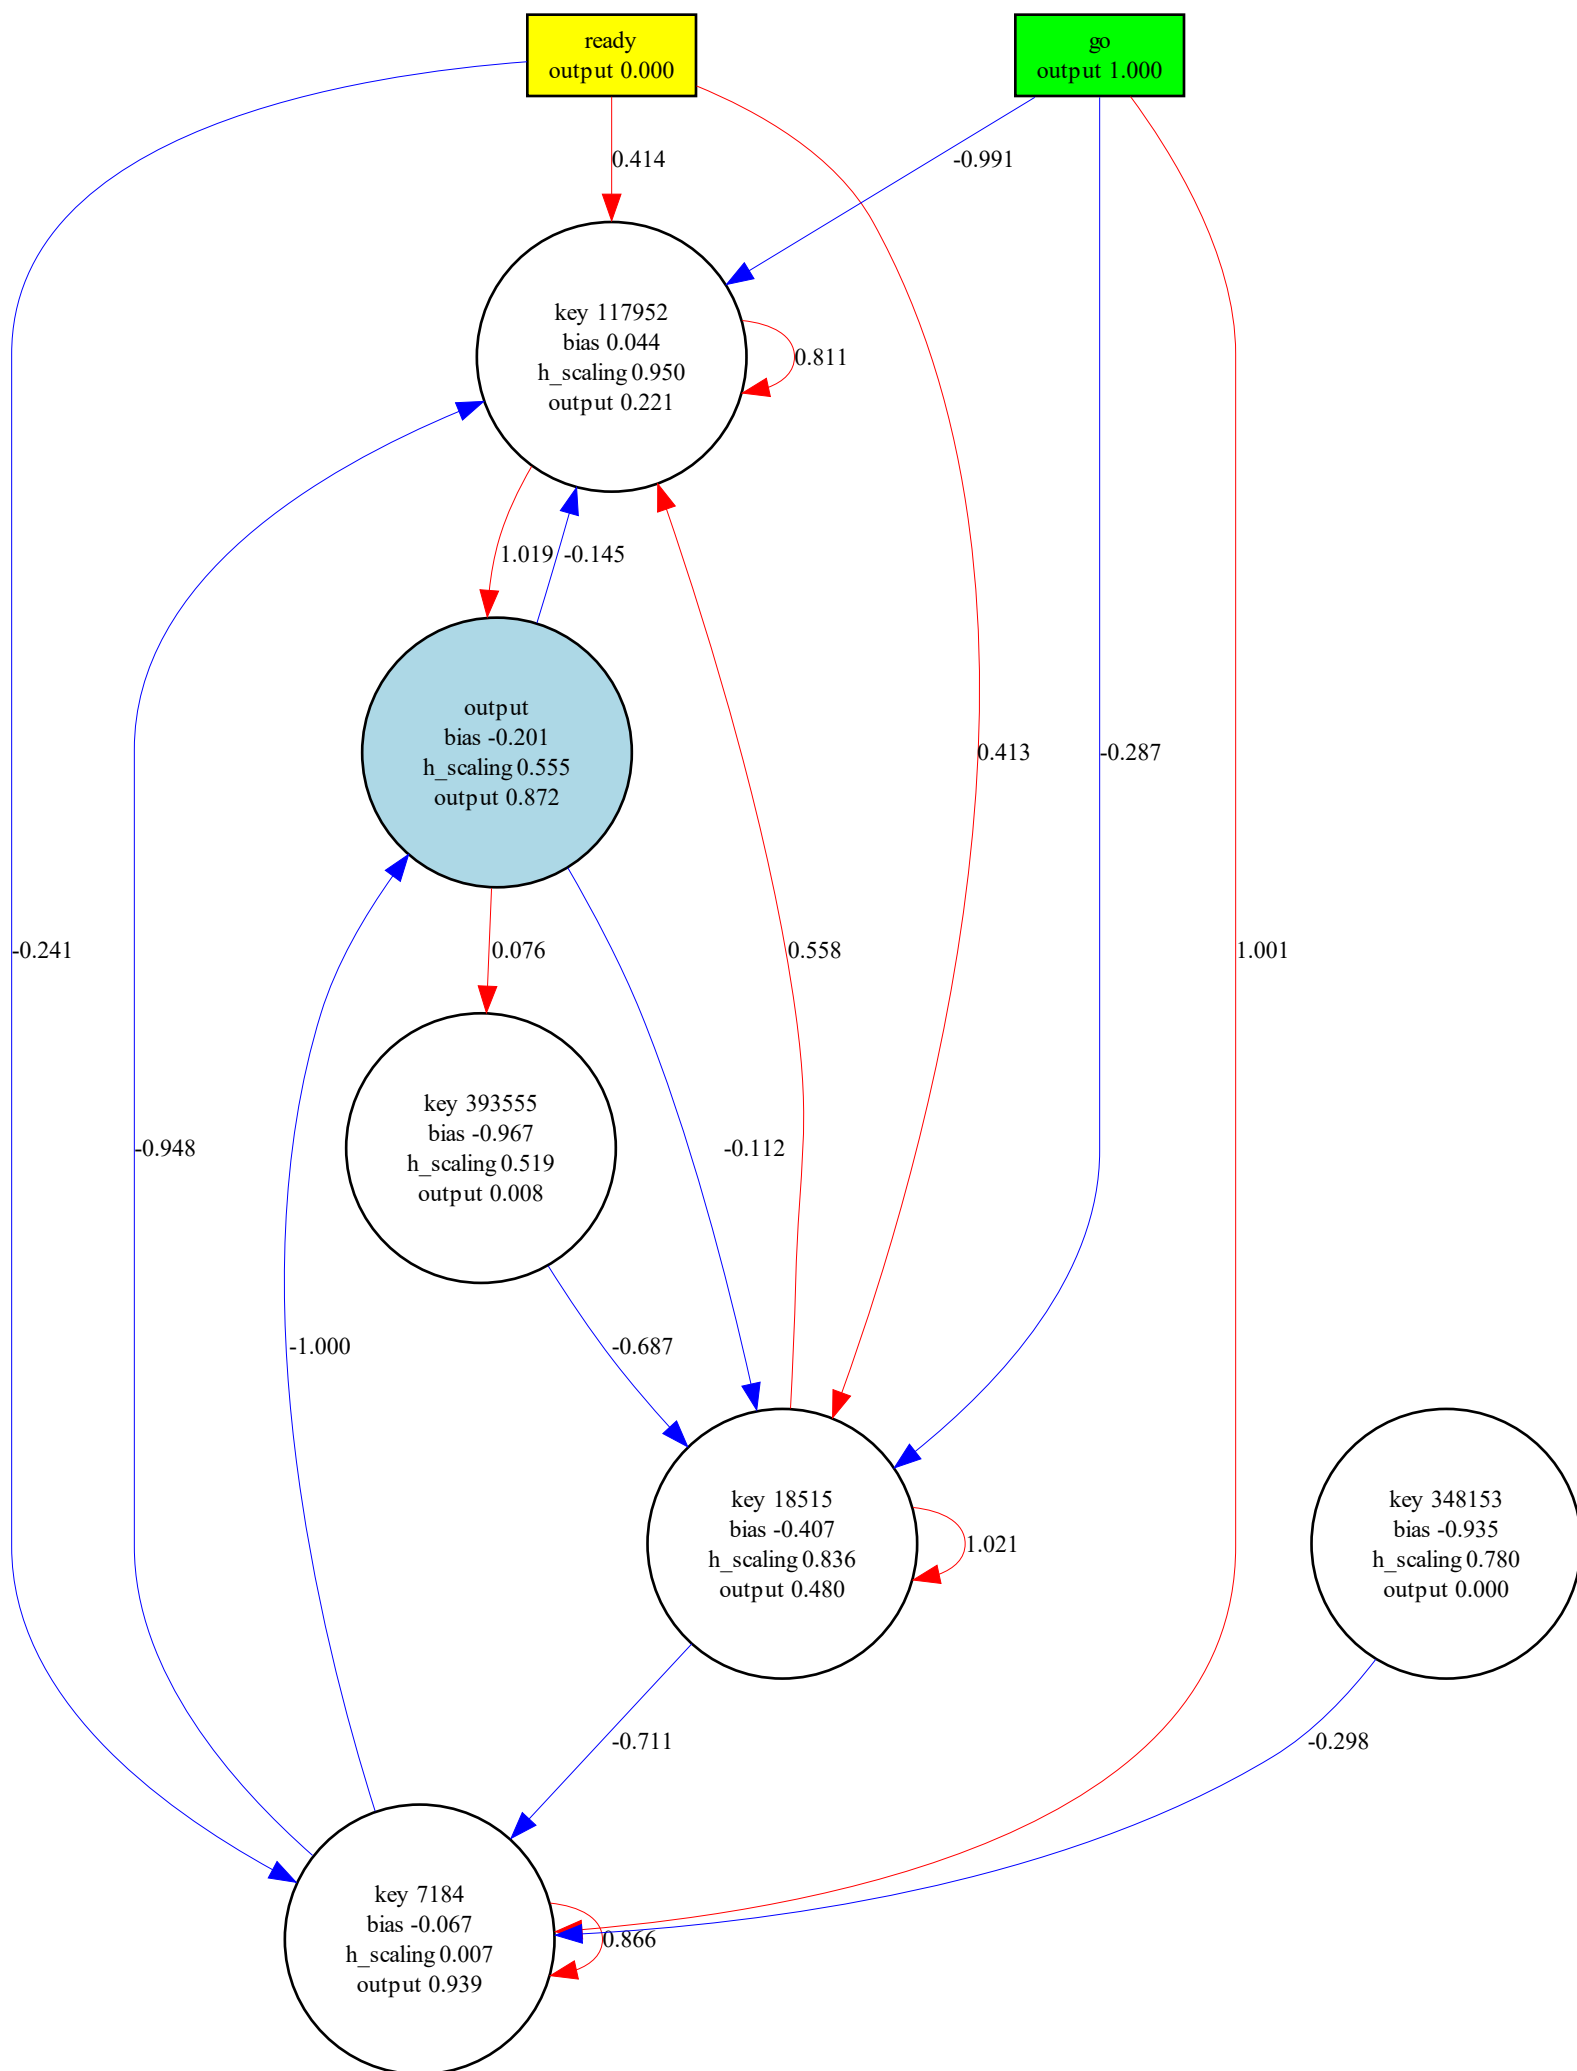 ready
output 0.000
go
output 1.000
0.414
-0.991
key 117952
bias 0.044
h_scaling 0.950
output 0.221
0.811
1.019
-0.145
output
bias -0.201
h_scaling 0.555
output 0.872
0.413
-0.287
-0.241
0.076
0.558
1.001
key 393555
bias -0.967
h_scaling 0.519
output 0.008
-0.948
-0.112
-1.000
-0.687
key 18515
bias -0.407
h_scaling 0.836
output 0.480
1.021
key 348153
bias -0.935
h_scaling 0.780
output 0.000
-0.711
-0.298
key 7184
bias -0.067
h_scaling 0.007
output 0.939
0.866